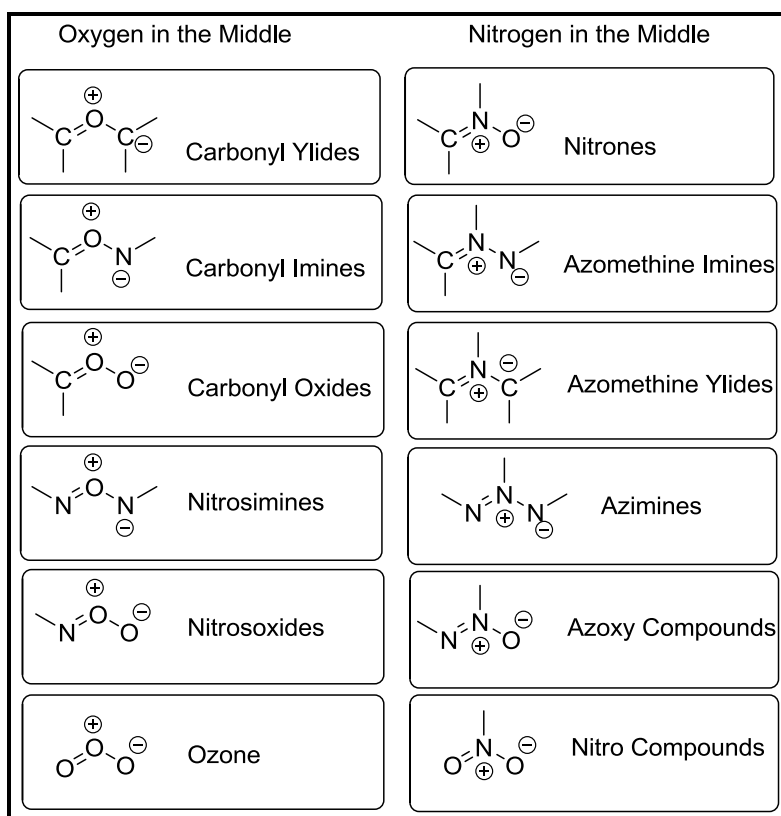 Oxygen in the Middle
Nitrogen in the Middle
⊕
O
C C
⊖
Carbonyl Ylides
N ⊖
C O
⊕
Nitrones
⊕
O
C N
⊖
Carbonyl Imines
N
C N
⊕ ⊖
Azomethine Imines
⊕
O ⊖
C O
Carbonyl Oxides
N ⊖
C C
⊕
Azomethine Ylides
⊕
O
N N
⊖
Nitrosimines
N
N N
⊕ ⊖
Azimines
⊕
O ⊖
N O
Nitrosoxides
N ⊖
N O
⊕
Azoxy Compounds
⊕
O ⊖
O O
Ozone
N ⊖
O O
⊕
Nitro Compounds